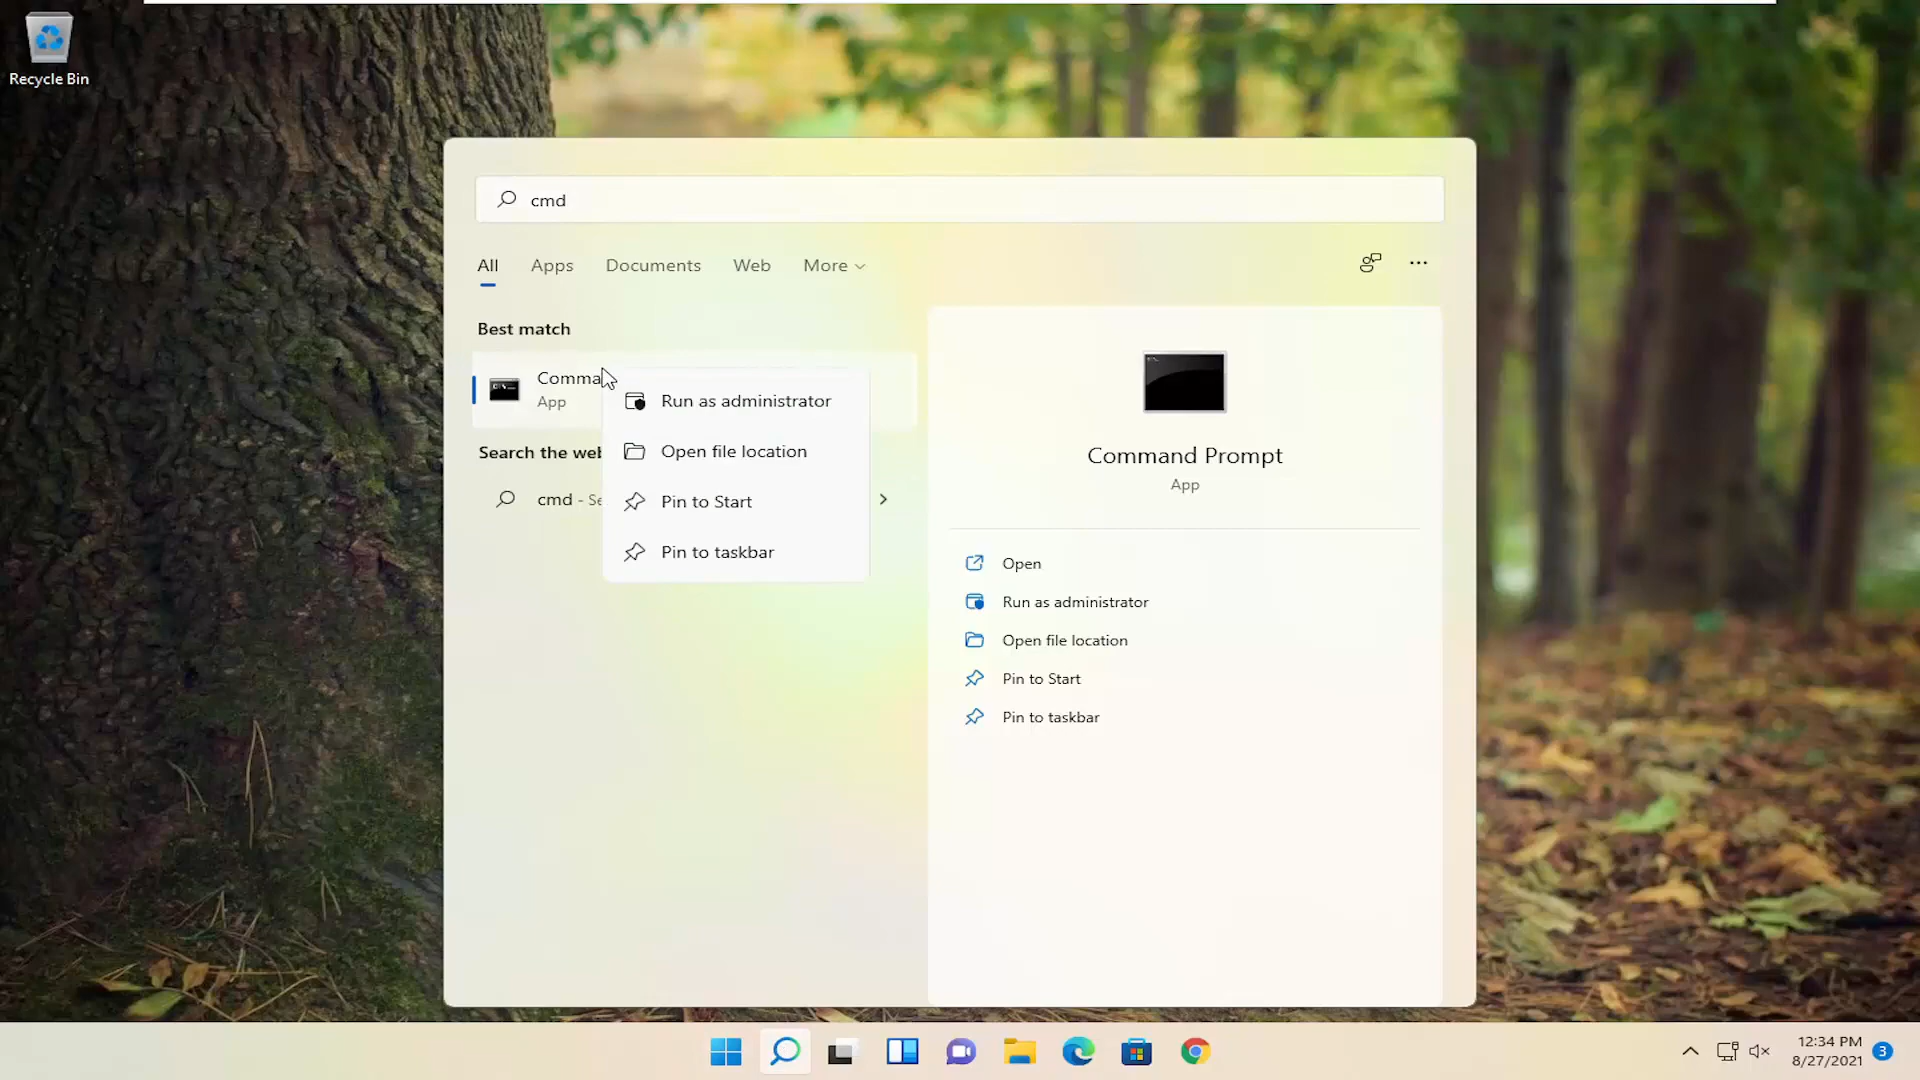 Recycle Bin
cmd
All Apps Documents Web More
Best match
Comma
App
Run as administrator
Open file location
Pin to Start
Pin to taskbar
Search the web
cmd - Se
Command Prompt
App
Open
Run as administrator
Open file location
Pin to Start
Pin to taskbar
12:34 PM
8/27/2021
3